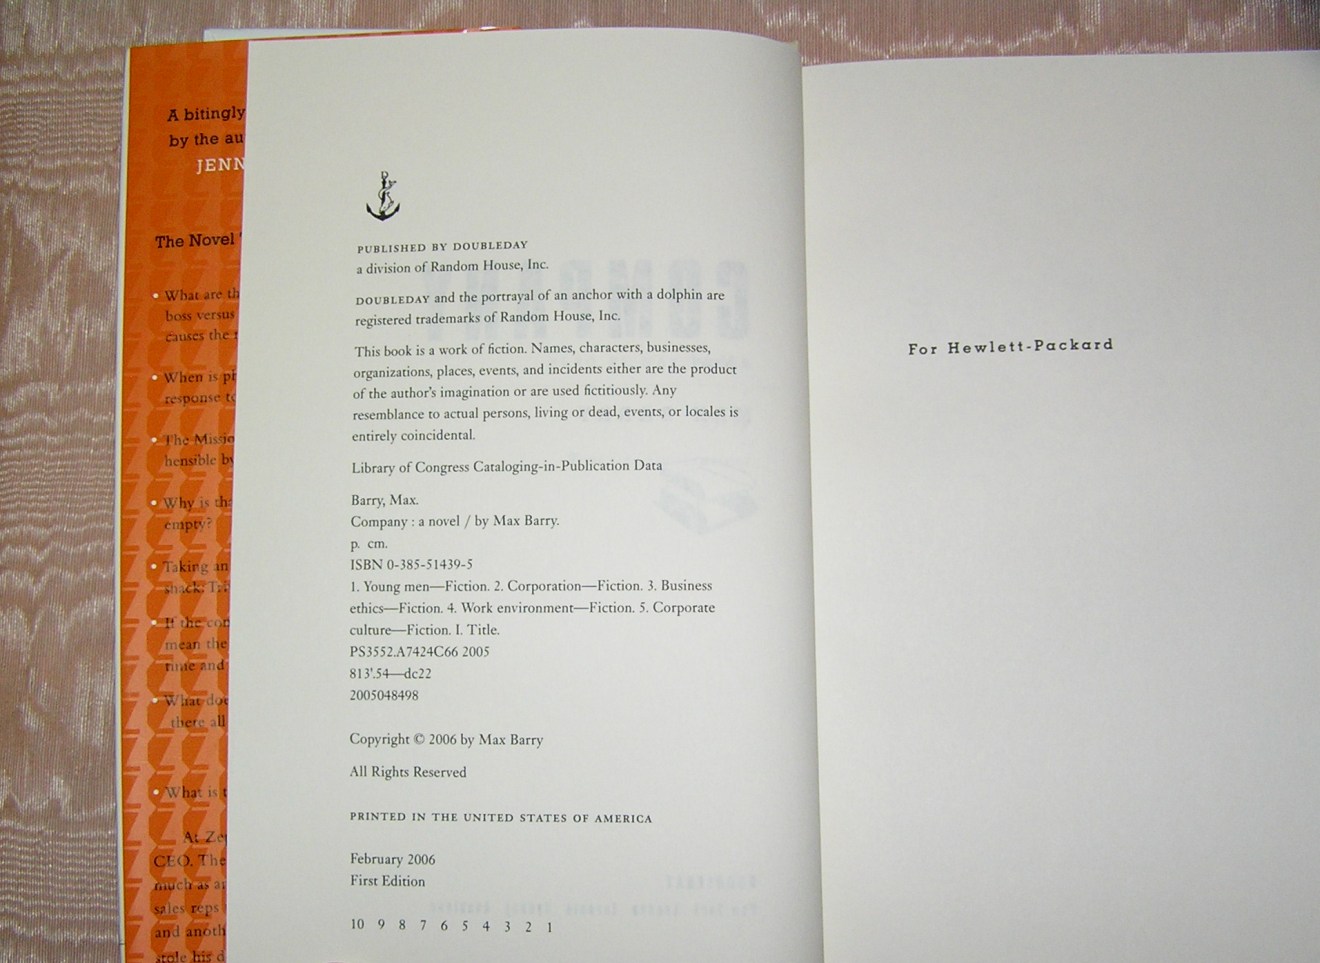 A bitingly
by the au
JENN
The Novel
• What are th
boss versus
causes the
• When is pi
response to
• The Missio
hensible by
• Why is tha
empty?
• Taking an
shack:
• If the con
mean the
time and
• What doe
there all
• What is t
At Zep
CEO. The
much as an
sales reps
and anoth
stole his d
PUBLISHED BY DOUBLEDAY
a division of Random House, Inc.
DOUBLEDAY and the portrayal of an anchor with a dolphin are
registered trademarks of Random House, Inc.
This book is a work of fiction. Names, characters, businesses,
organizations, places, events, and incidents either are the product
of the author's imagination or are used fictitiously. Any
resemblance to actual persons, living or dead, events, or locales is
entirely coincidental.
Library of Congress Cataloging-in-Publication Data
Barry, Max.
Company : a novel / by Max Barry.
p. cm.
ISBN 0-385-51439-5
1. Young men—Fiction. 2. Corporation—Fiction. 3. Business
ethics—Fiction. 4. Work environment—Fiction. 5. Corporate
culture—Fiction. I. Title.
PS3552.A7424C66 2005
813'.54—dc22
2005048498
Copyright © 2006 by Max Barry
All Rights Reserved
PRINTED IN THE UNITED STATES OF AMERICA
February 2006
First Edition
10 9 8 7 6 5 4 3 2 1
For Hewlett-Packard